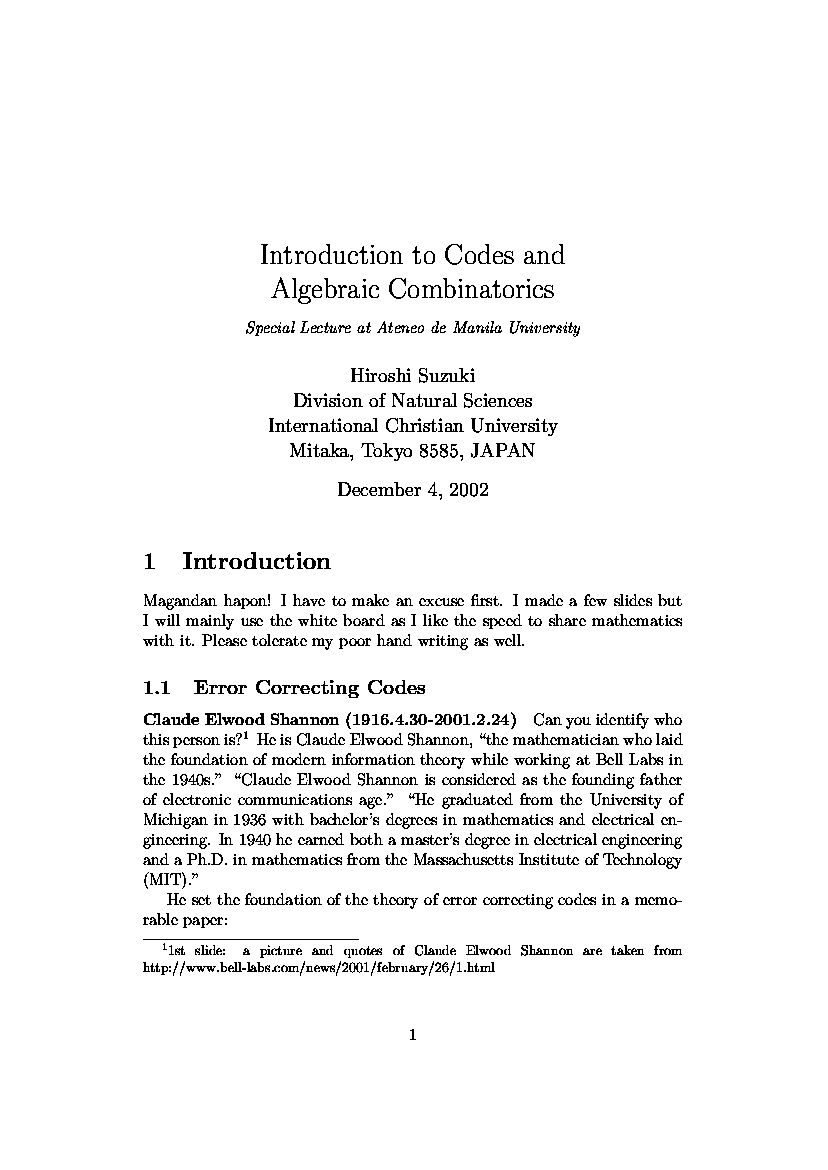 Introduction to Codes and
Algebraic Combinatorics
Special Lecture at Ateneo de Manila University
Hiroshi Suzuki
Division of Natural Sciences
International Christian University
Mitaka, Tokyo 8585, JAPAN
December 4, 2002
1 Introduction
Magandan hapon! I have to make an excuse first. I made a few slides but
I will mainly use the white board as I like the speed to share mathematics
with it. Please tolerate my poor hand writing as well.
1.1 Error Correcting Codes
Claude Elwood Shannon (1916.4.30-2001.2.24) Can you identify who
this person is?¹ He is Claude Elwood Shannon, “the mathematician who laid
the foundation of modern information theory while working at Bell Labs in
the 1940s.” “Claude Elwood Shannon is considered as the founding father
of electronic communications age.” “He graduated from the University of
Michigan in 1936 with bachelor’s degrees in mathematics and electrical en-
gineering. In 1940 he earned both a master’s degree in electrical engineering
and a Ph.D. in mathematics from the Massachusetts Institute of Technology
(MIT).”
He set the foundation of the theory of error correcting codes in a memo-
rable paper:
¹1st slide: a picture and quotes of Claude Elwood Shannon are taken from
http://www.bell-labs.com/news/2001/february/26/1.html
1